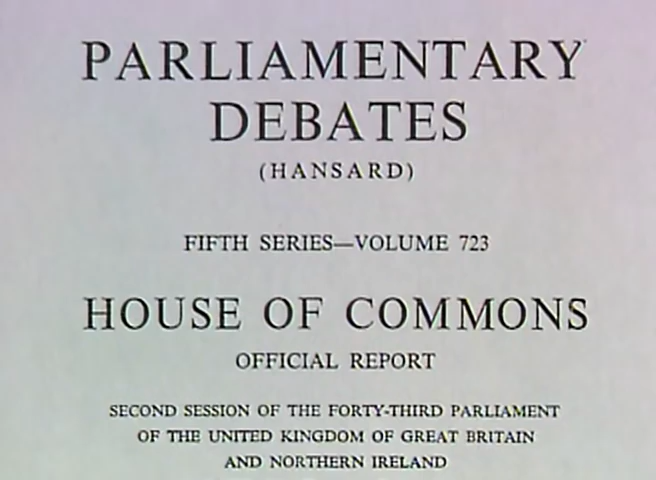 PARLIAMENTARY
DEBATES
(HANSARD)
FIFTH SERIES—VOLUME 723
HOUSE OF COMMONS
OFFICIAL REPORT
SECOND SESSION OF THE FORTY-THIRD PARLIAMENT
OF THE UNITED KINGDOM OF GREAT BRITAIN
AND NORTHERN IRELAND